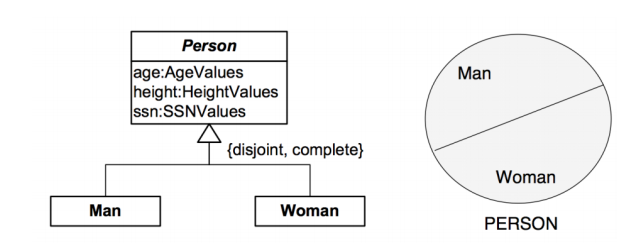 Person
age:AgeValues
height:HeightValues
ssn:SSNValues
{disjoint, complete}
Man
Woman
Man
Woman
PERSON